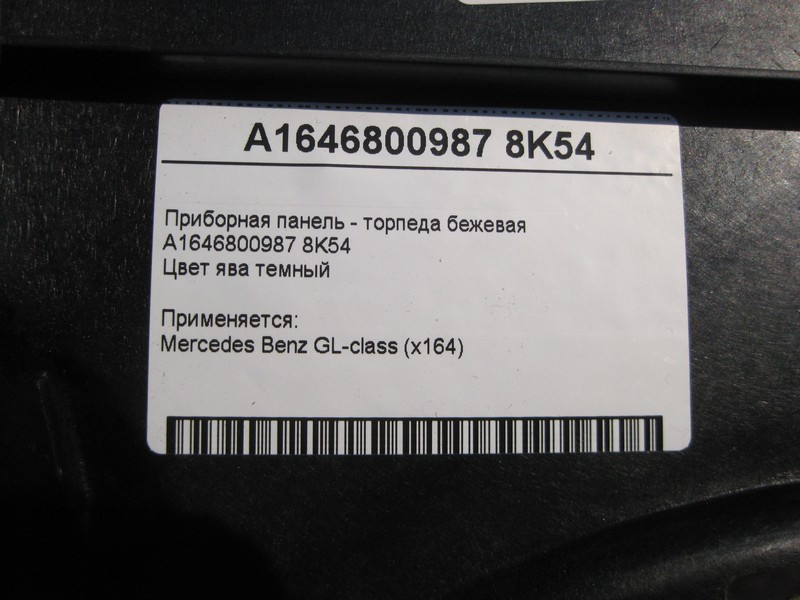 A1646800987 8K54
Приборная панель - торпеда бежевая
A1646800987 8K54
Цвет ява темный
Применяется:
Mercedes Benz GL-class (x164)